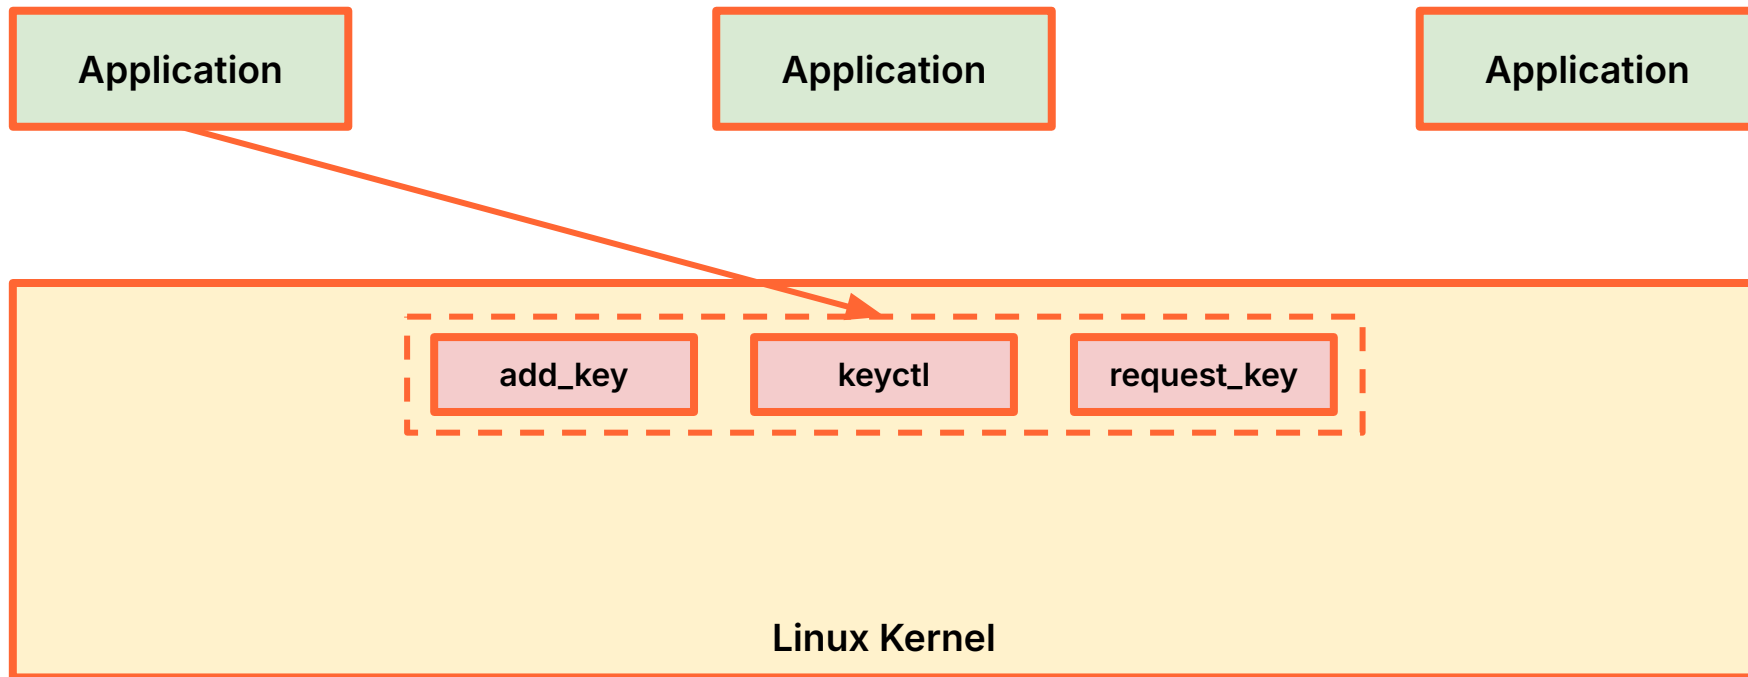 Application
Application
Application
add_key
keyctl
request_key
Linux Kernel